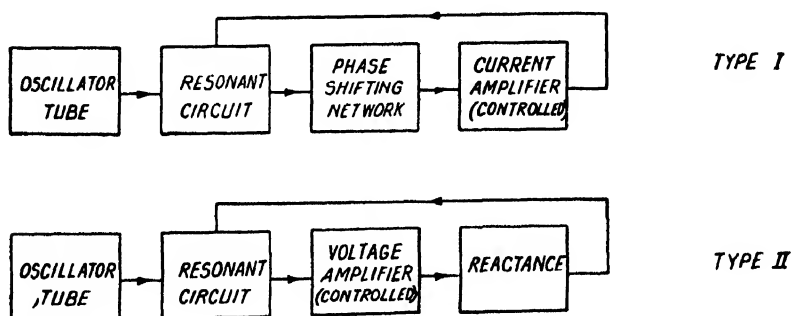 OSCILLATOR
TUBE
RESONANT
CIRCUIT
PHASE
SHIFTING
NETWORK
CURRENT
AMPLIFIER
(CONTROLLED)
TYPE I
OSCILLATOR
,TUBE
RESONANT
CIRCUIT
VOLTAGE
AMPLIFIER
(CONTROLLED)
REACTANCE
TYPE II